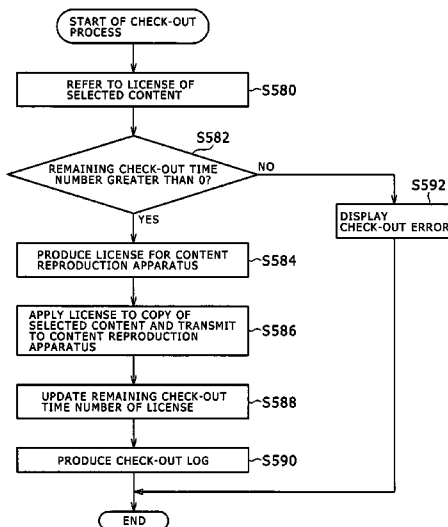 START OF CHECK-OUT
PROCESS
REFER TO LICENSE OF
SELECTED CONTENT
S580
S582
REMAINING CHECK-OUT TIME
NUMBER GREATER THAN 0?
NO
YES
S592
DISPLAY
CHECK-OUT ERROR
PRODUCE LICENSE FOR CONTENT
REPRODUCTION APPARATUS
S584
APPLY LICENSE TO COPY OF
SELECTED CONTENT AND TRANSMIT
TO CONTENT REPRODUCTION
APPARATUS
S586
UPDATE REMAINING CHECK-OUT
TIME NUMBER OF LICENSE
S588
PRODUCE CHECK-OUT LOG
S590
END